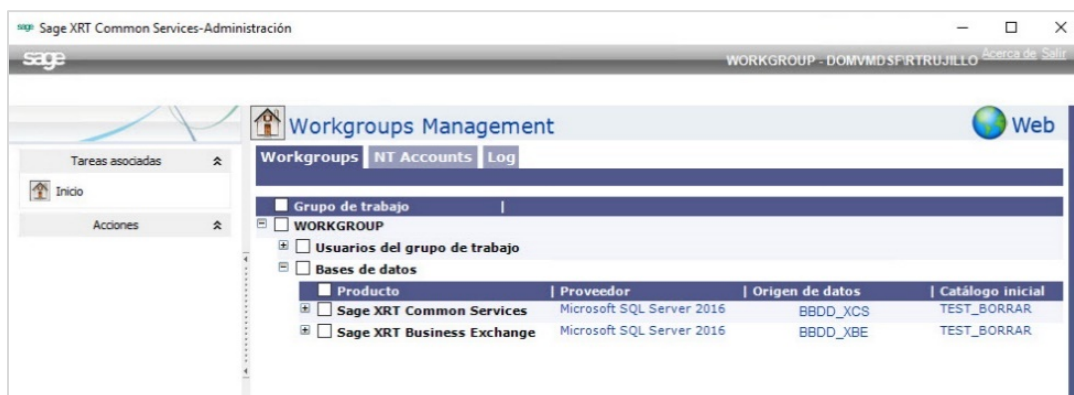 sage Sage XRT Common Services-Administración
sage
WORKGROUP - DOMVMDSF\RTRUJILLO Acerca de Salir
Workgroups Management
Web
Tareas asociadas
Workgroups NT Accounts Log
Inicio
Acciones
Grupo de trabajo |
WORKGROUP
Usuarios del grupo de trabajo
Bases de datos
Producto | Proveedor | Origen de datos | Catálogo inicial
Sage XRT Common Services Microsoft SQL Server 2016 BBDD_XCS TEST_BORRAR
Sage XRT Business Exchange Microsoft SQL Server 2016 BBDD_XBE TEST_BORRAR